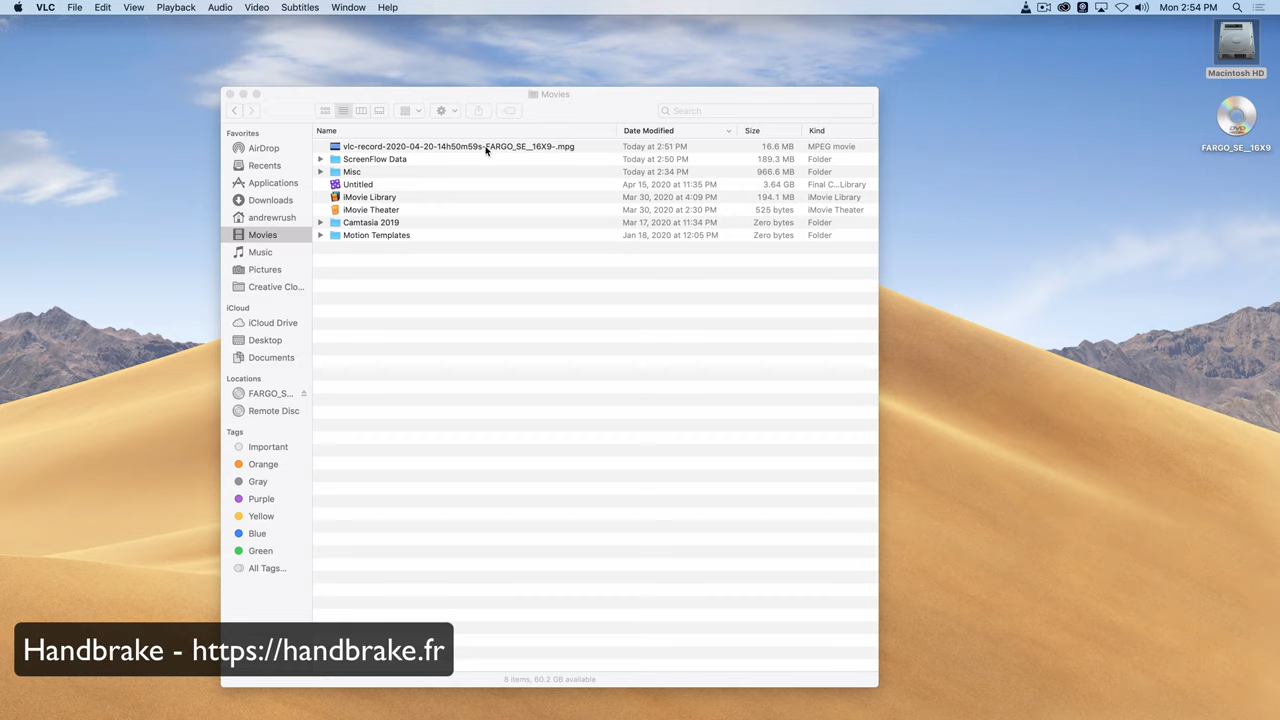 VLC File Edit View Playback Audio Video Subtitles Window Help Mon 2:54 PM
Macintosh HD
DVD
FARGO_SE__16X9
Movies
Search
Name Date Modified Size Kind
vlc-record-2020-04-20-14h50m59s-FARGO_SE__16X9-.mpg Today at 2:51 PM 16.6 MB MPEG movie
ScreenFlow Data Today at 2:50 PM 189.3 MB Folder
Misc Today at 2:34 PM 966.6 MB Folder
Untitled Apr 15, 2020 at 11:35 PM 3.64 GB Final C...Library
iMovie Library Mar 30, 2020 at 4:09 PM 194.1 MB iMovie Library
iMovie Theater Mar 30, 2020 at 2:30 PM 525 bytes iMovie Theater
Camtasia 2019 Mar 17, 2020 at 11:34 PM Zero bytes Folder
Motion Templates Jan 18, 2020 at 12:05 PM Zero bytes Folder
Favorites
AirDrop
Recents
Applications
Downloads
andrewrush
Movies
Music
Pictures
Creative Clo...
iCloud
iCloud Drive
Desktop
Documents
Locations
FARGO_S...
Remote Disc
Tags
Important
Orange
Gray
Purple
Yellow
Blue
Green
All Tags...
Handbrake - https://handbrake.fr
8 items, 60.2 GB available